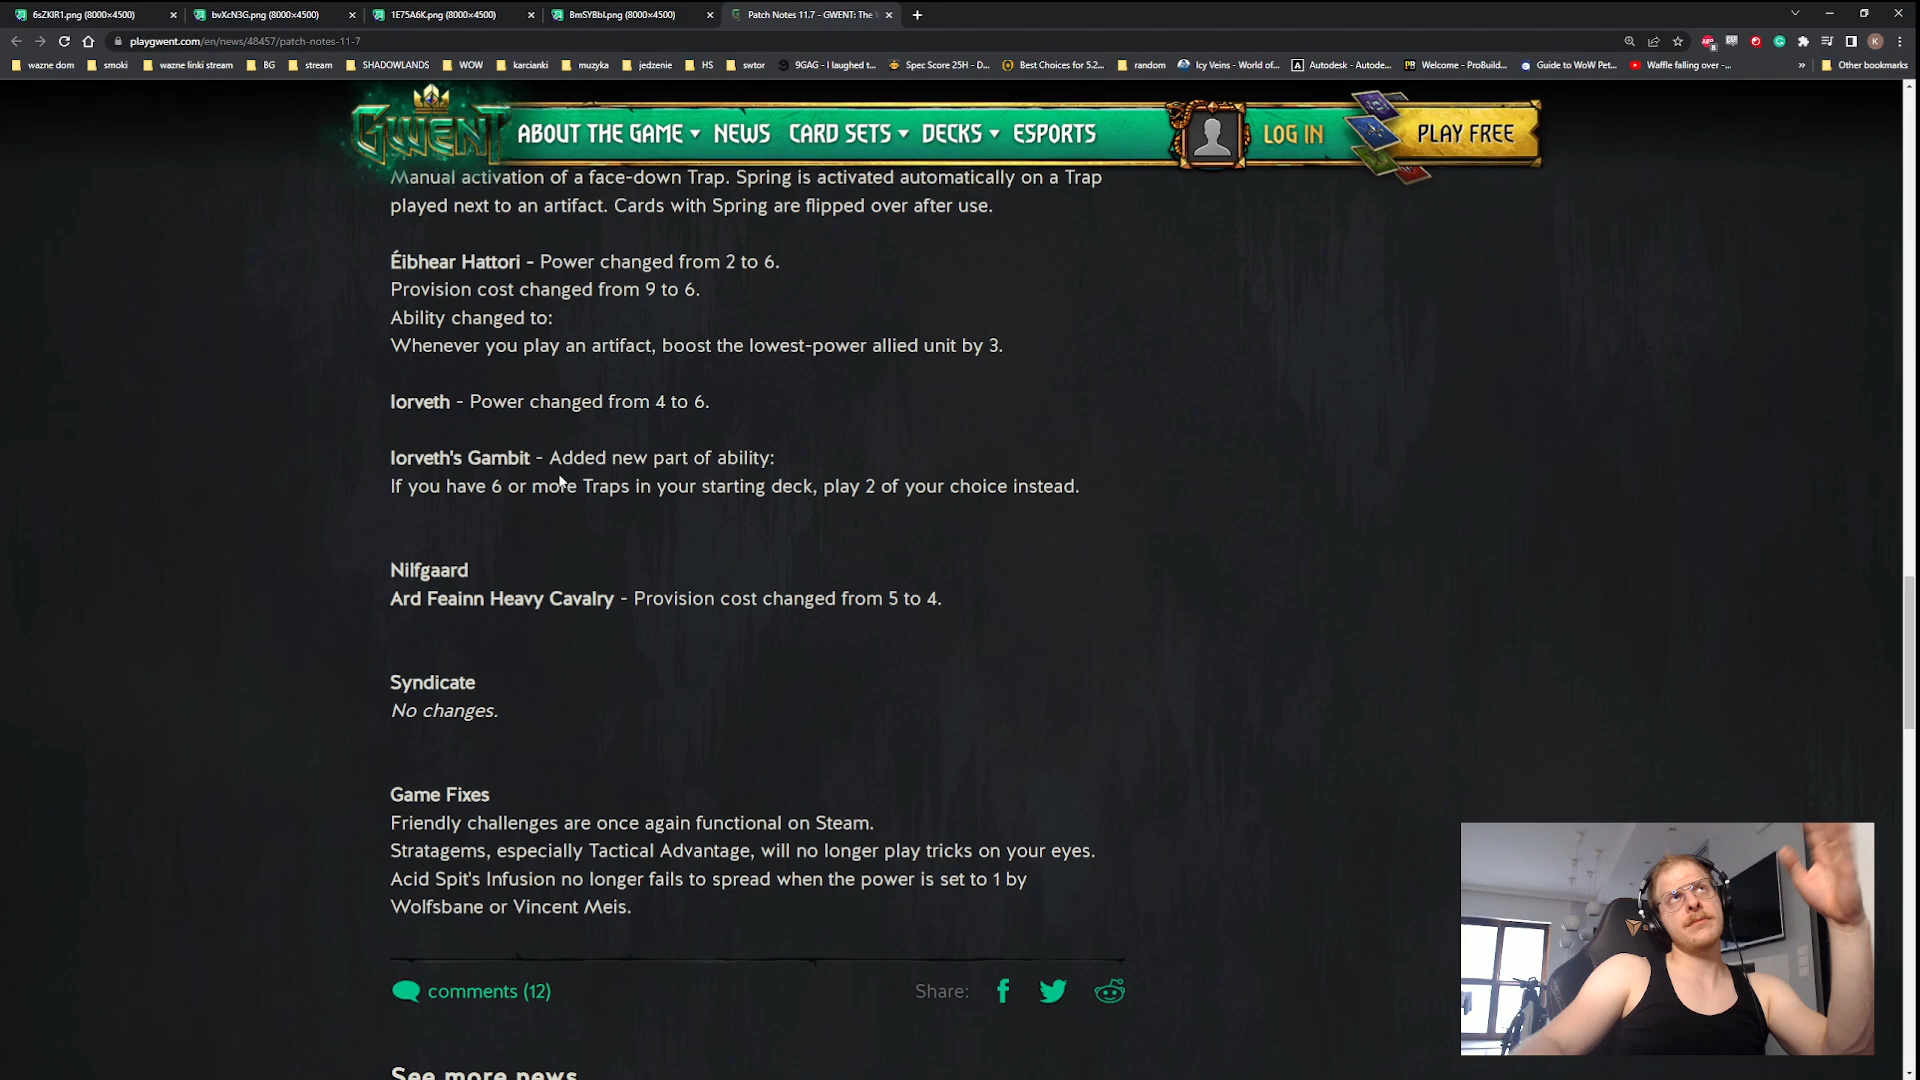 6sZKIR1.png (8000×4500)
bvXcN3G.png (8000×4500)
1E75A6K.png (8000×4500)
BmSYBbl.png (8000×4500)
Patch Notes 11.7 - GWENT: The
playgwent.com/en/news/48457/patch-notes-11-7
wazne dom
smoki
wazne linki stream
BG
stream
SHADOWLANDS
WOW
karcianki
muzyka
jedzenie
HS
swtor
9GAG - I laughed t...
Spec Score 25H - D...
Best Choices for 5.2...
random
Icy Veins - World of...
Autodesk - Autode...
Welcome - ProBuild...
Guide to WoW Pet...
Waffle falling over -...
Other bookmarks
GWENT
ABOUT THE GAME
NEWS
CARD SETS
DECKS
ESPORTS
LOG IN
PLAY FREE
Manual activation of a face-down Trap. Spring is activated automatically on a Trap
played next to an artifact. Cards with Spring are flipped over after use.
Éibhear Hattori - Power changed from 2 to 6.
Provision cost changed from 9 to 6.
Ability changed to:
Whenever you play an artifact, boost the lowest-power allied unit by 3.
Iorveth - Power changed from 4 to 6.
Iorveth's Gambit - Added new part of ability:
If you have 6 or more Traps in your starting deck, play 2 of your choice instead.
Nilfgaard
Ard Feainn Heavy Cavalry - Provision cost changed from 5 to 4.
Syndicate
No changes.
Game Fixes
Friendly challenges are once again functional on Steam.
Stratagems, especially Tactical Advantage, will no longer play tricks on your eyes.
Acid Spit's Infusion no longer fails to spread when the power is set to 1 by
Wolfsbane or Vincent Meis.
comments (12)
Share:
See more news